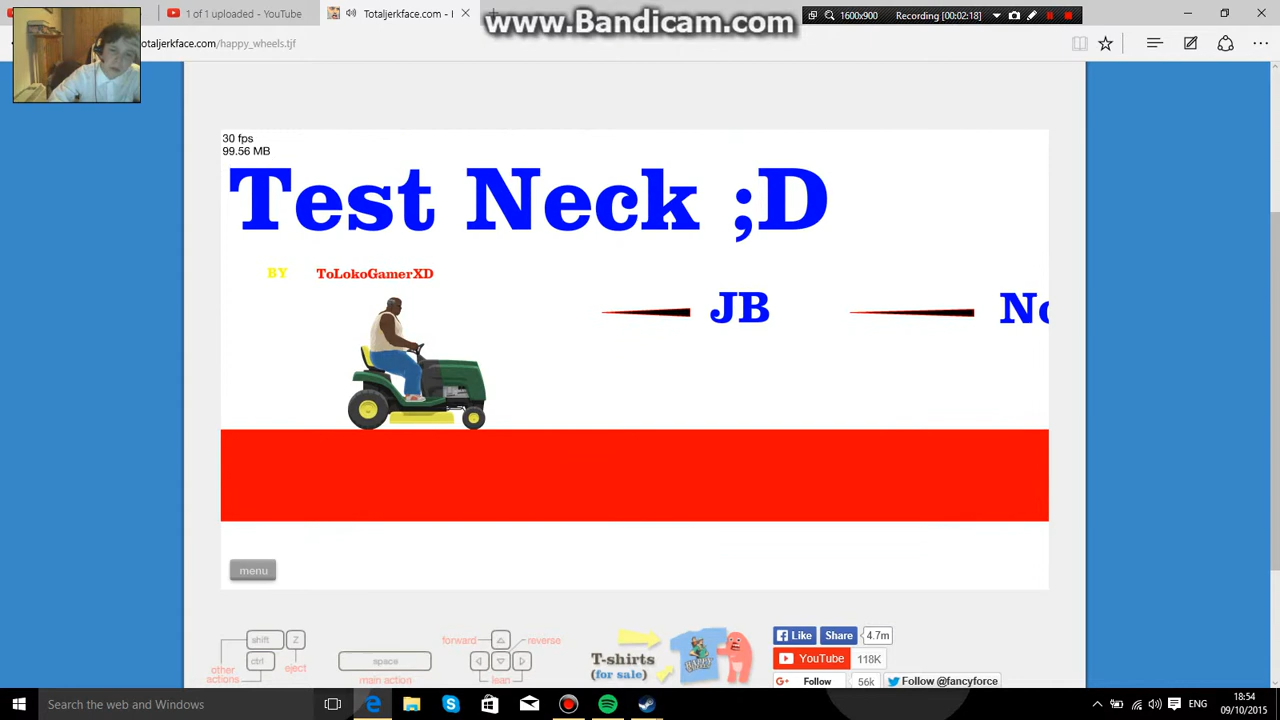 www.Bandicam.com
1600x900 Recording [00:02:18]
1 of 1 uploaded - YouTube
Totaljerkface.com -
otaljerkface.com/happy_wheels.tjf
30 fps
99.56 MB
Test Neck ;D
BY ToLokoGamerXD
JB
No
menu
shift Z
ctrl
other actions
eject
space
main action
forward
reverse
lean
T-shirts
(for sale)
Like Share 4.7m
YouTube 118K
Follow 56k Follow @fancyforce
Search the web and Windows
ENG
18:54
09/10/2015